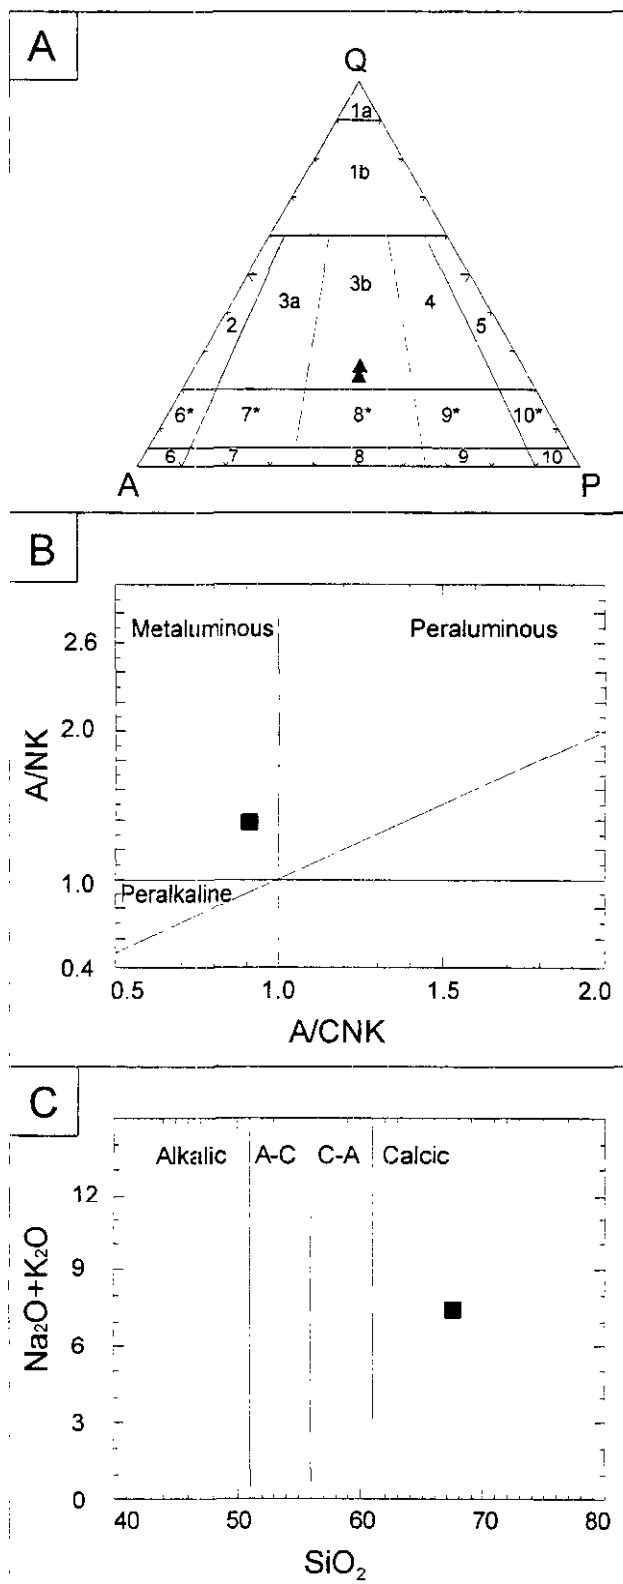 A
Q
1a
1b
3b
3a
4
2
5
6* 7* 8* 9* 10*
6 7 8 9 10
A P
B
Metaluminous Peraluminous
2.6
2.0
A/NK
1.0
Peralkaline
0.4
0.5 1.0 1.5 2.0
A/CNK
C
Alkalic A-C C-A Calcic
12
9
Na₂O+K₂O
6
3
0
40 50 60 70 80
SiO₂